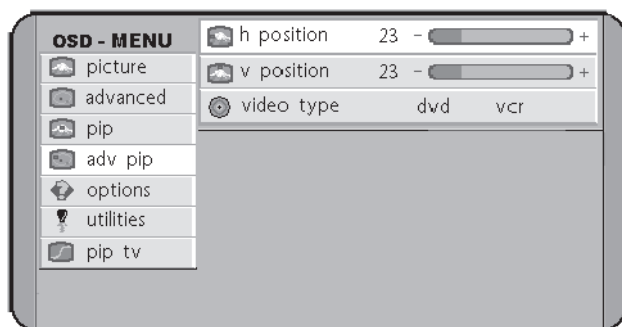 OSD - MENU
picture
advanced
pip
adv pip
options
utilities
pip tv
h position 23 - +
v position 23 - +
video type dvd vcr